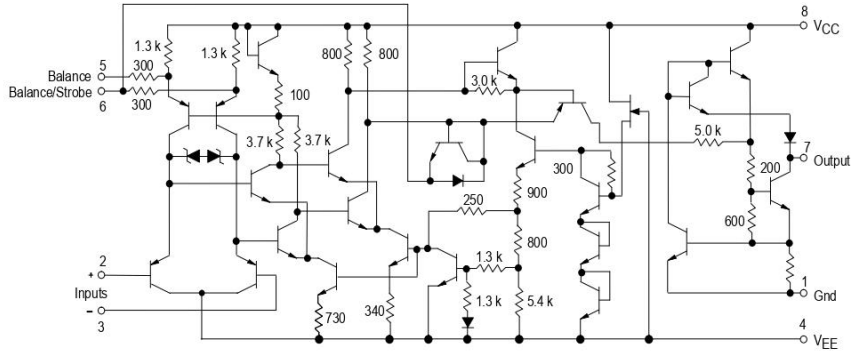 8
V_CC
1.3 k
1.3 k
800
800
Balance
5
300
3.0 k
Balance/Strobe
6
300
100
3.7 k
3.7 k
5.0 k
7
Output
300
200
900
250
600
800
2
+
1.3 k
Inputs
1.3 k
5.4 k
1
Gnd
–
3
730
340
4
V_EE